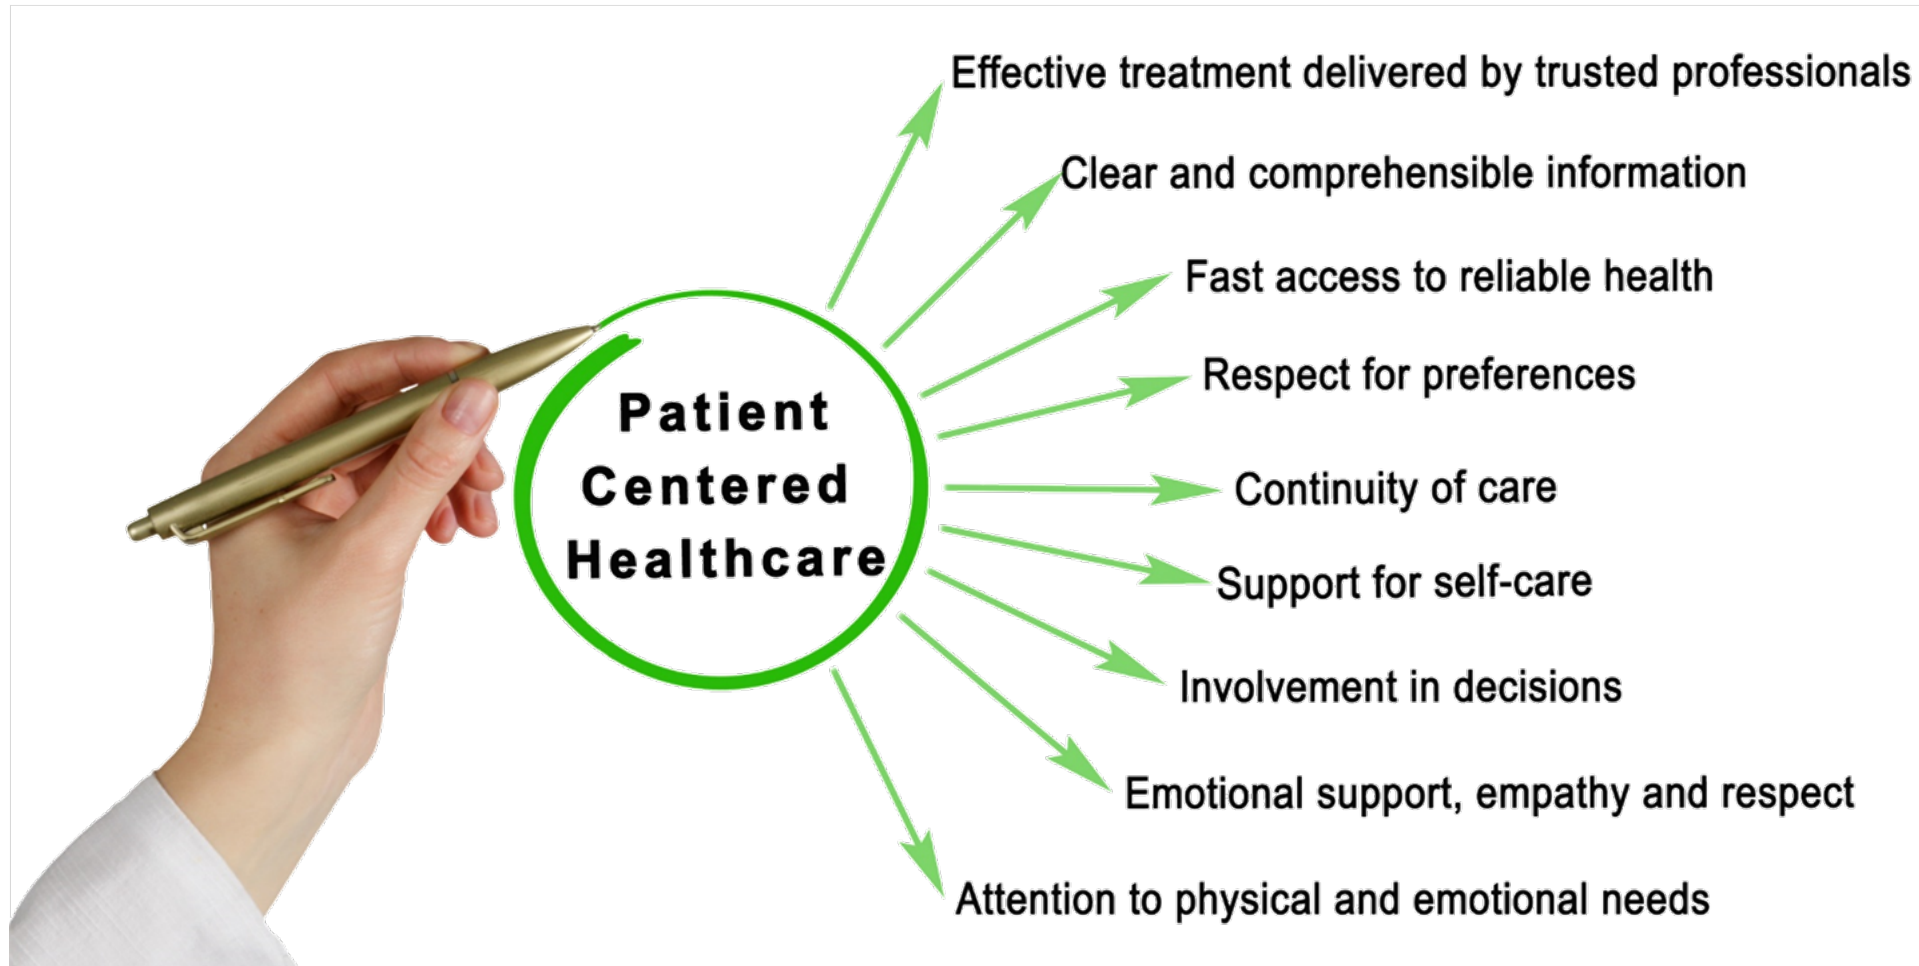 Effective treatment delivered by trusted professionals
Clear and comprehensible information
Fast access to reliable health
Respect for preferences
Patient
Centered
Healthcare
Continuity of care
Support for self-care
Involvement in decisions
Emotional support, empathy and respect
Attention to physical and emotional needs